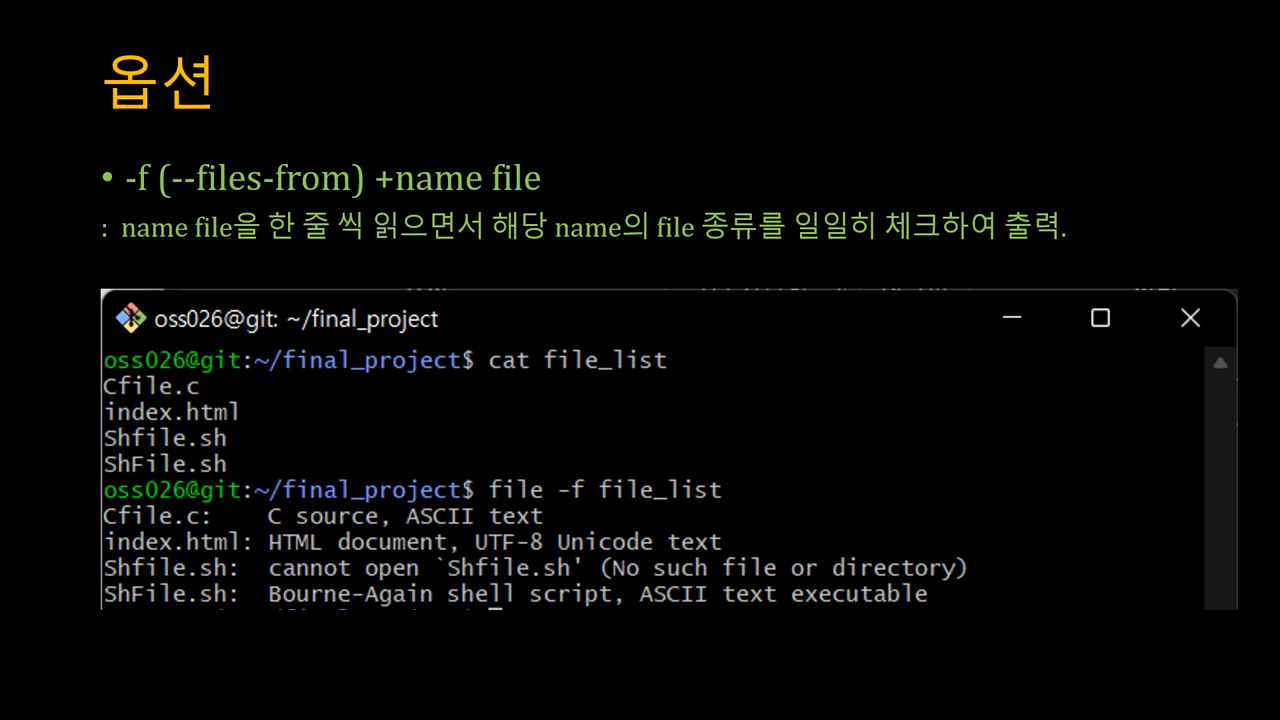 옵션
• -f (--files-from) +name file
: name file을 한 줄 씩 읽으면서 해당 name의 file 종류를 일일히 체크하여 출력.
oss026@git: ~/final_project
oss026@git:~/final_project$ cat file_list
Cfile.c
index.html
Shfile.sh
ShFile.sh
oss026@git:~/final_project$ file -f file_list
Cfile.c:    C source, ASCII text
index.html: HTML document, UTF-8 Unicode text
Shfile.sh:  cannot open `Shfile.sh' (No such file or directory)
ShFile.sh:  Bourne-Again shell script, ASCII text executable